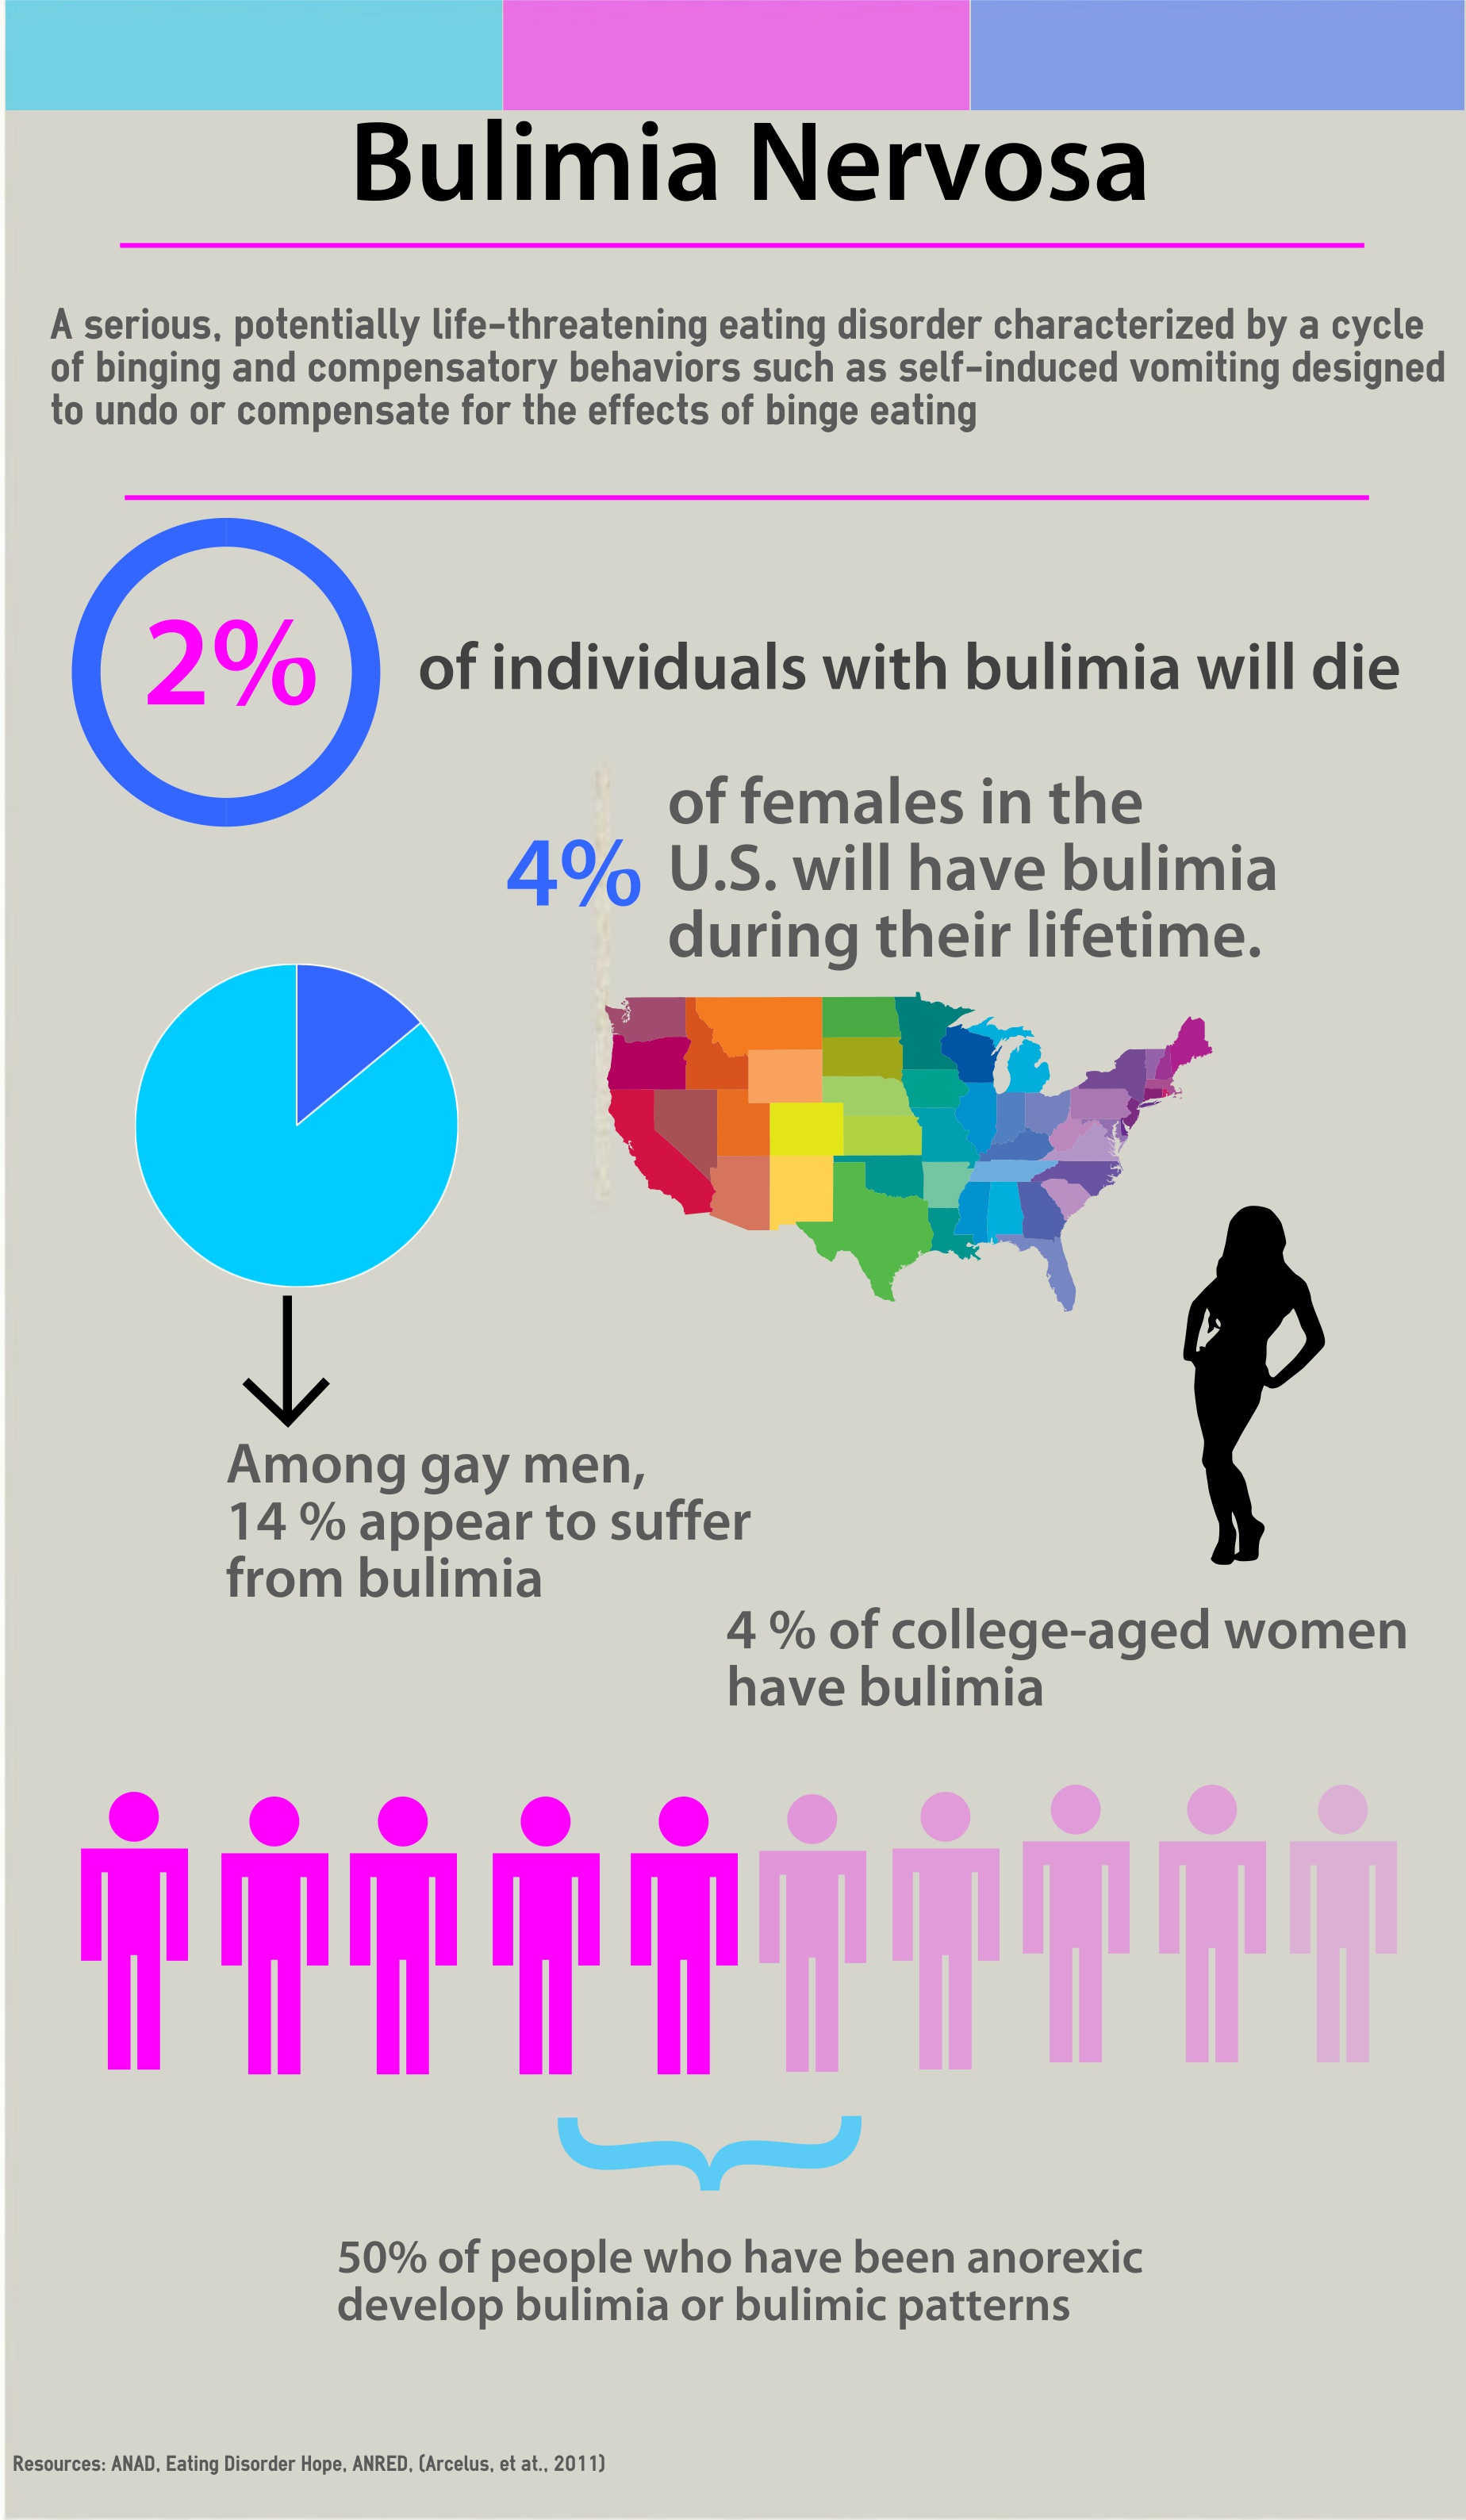 Bulimia Nervosa
A serious, potentially life-threatening eating disorder characterized by a cycle
of binging and compensatory behaviors such as self-induced vomiting designed
to undo or compensate for the effects of binge eating
2%
of individuals with bulimia will die
4%
of females in the
U.S. will have bulimia
during their lifetime.
Among gay men,
14 % appear to suffer
from bulimia
4 % of college-aged women
have bulimia
50% of people who have been anorexic
develop bulimia or bulimic patterns
Resources: ANAD, Eating Disorder Hope, ANRED, (Arcelus, et at., 2011)